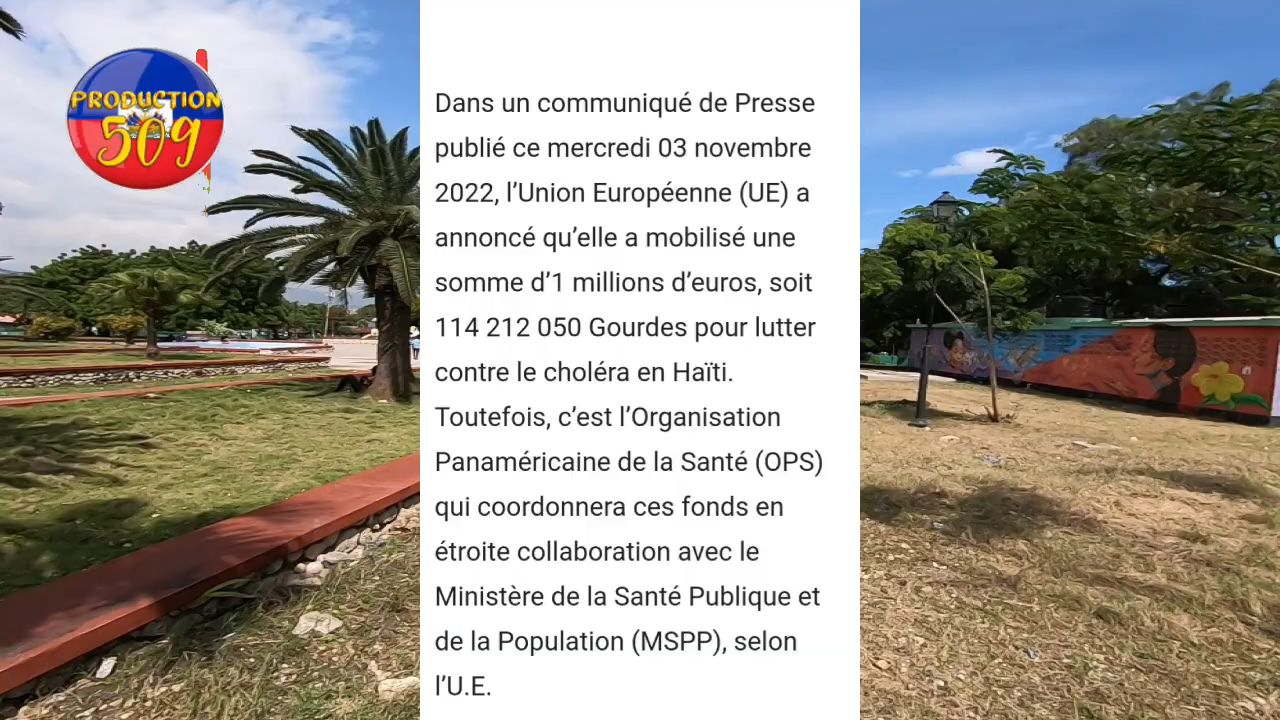 PRODUCTION
509
Dans un communiqué de Presse
publié ce mercredi 03 novembre
2022, l’Union Européenne (UE) a
annoncé qu’elle a mobilisé une
somme d’1 millions d’euros, soit
114 212 050 Gourdes pour lutter
contre le choléra en Haïti.
Toutefois, c’est l’Organisation
Panaméricaine de la Santé (OPS)
qui coordonnera ces fonds en
étroite collaboration avec le
Ministère de la Santé Publique et
de la Population (MSPP), selon
l’U.E.